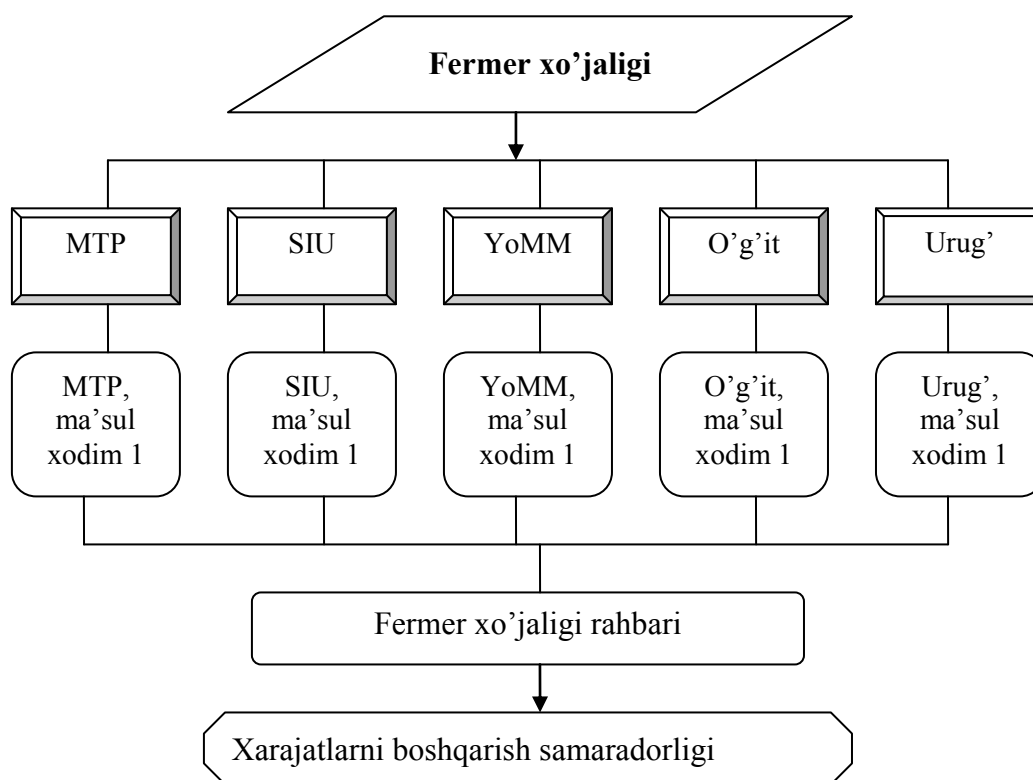 Fermer xo’jaligi
MTP
SIU
YoMM
O’g’it
Urug’
MTP,
ma’sul
xodim 1
SIU,
ma’sul
xodim 1
YoMM,
ma’sul
xodim 1
O’g’it,
ma’sul
xodim 1
Urug’,
ma’sul
xodim 1
Fermer xo’jaligi rahbari
Xarajatlarni boshqarish samaradorligi